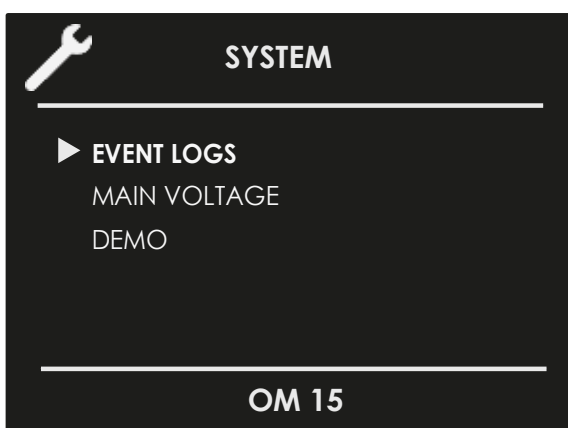 SYSTEM
EVENT LOGS
MAIN VOLTAGE
DEMO
OM 15